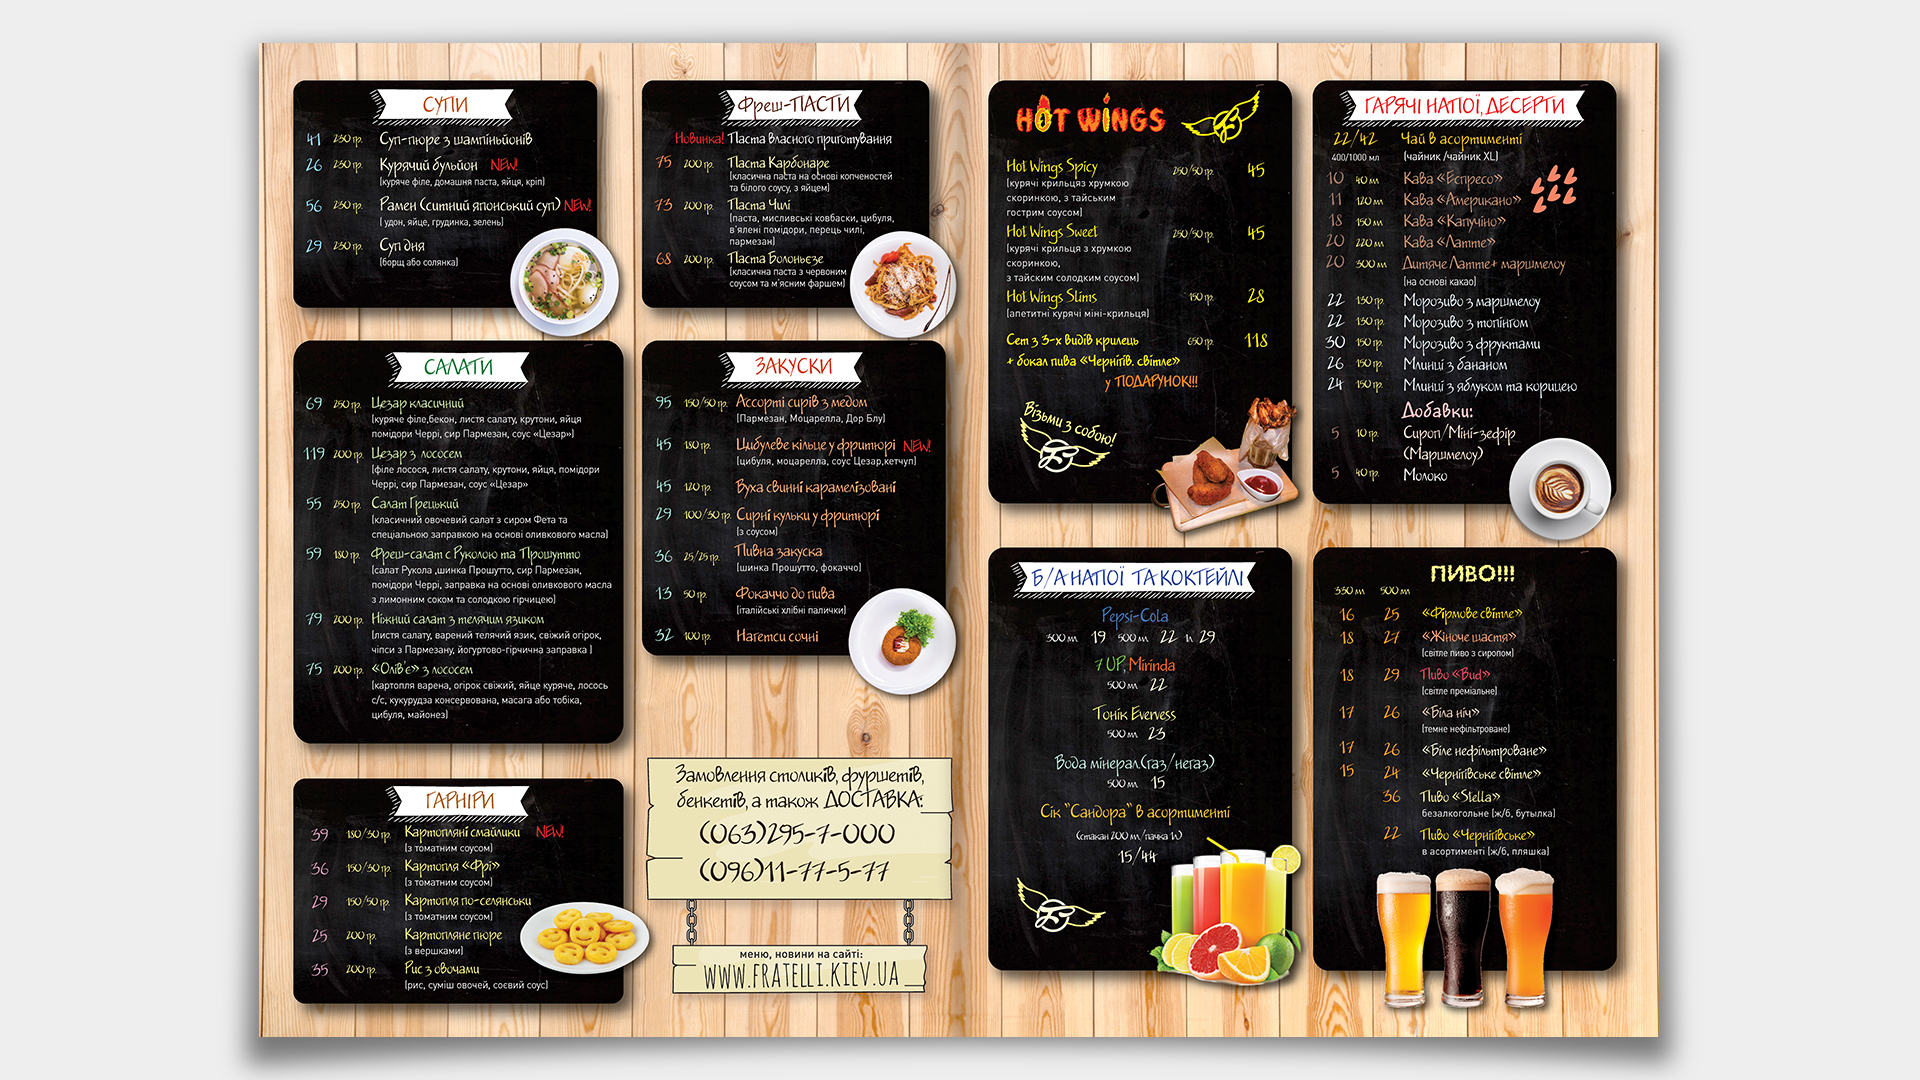 СУПИ
41 250 гр. Суп-пюре з шампіньйонів
26 250 гр. Курячий бульйон NEW!
(куряче філе, домашня паста, яйця, кріп)
56 250 гр. Рамен (ситний японський суп) NEW!
( удон, яйце, грудинка, зелень)
29 250 гр. Суп дня
(борщ або солянка)
САЛАТИ
69 250 гр. Цезар класичний
(куряче філе,бекон, листя салату, крутони, яйця
помідори Черрі, сир Пармезан, соус «Цезар»)
119 200 гр. Цезар з лососем
(філе лосося, листя салату, крутони, яйця, помідори
Черрі, сир Пармезан, соус «Цезар»
55 250 гр. Салат Грецький
(класичний овочевий салат з сиром Фета та
спеціальною заправкою на основі оливкового масла)
59 180 гр. Фреш-салат с Руколою та Прошутто
(салат Рукола ,шинка Прошутто, сир Пармезан,
помідори Черрі, заправка на основі оливкового масла
з лимонним соком та солодкою гірчицею)
79 200 гр. Ніжний салат з телячим язиком
(листя салату, варений телячий язик, свіжий огірок,
чіпси з Пармезану, йогуртово-гірчична заправка )
75 200 гр. «Олів'є» з лососем
(картопля варена, огірок свіжий, яйце куряче, лосось
с/с, кукурудза консервована, масага або тобіка,
цибуля, майонез)
ГАРНІРИ
39 180/50 гр. Картопляні смайлики NEW!
(з томатним соусом)
36 150/50 гр. Картопля «Фрі»
(з томатним соусом)
29 150/50 гр. Картопля по-селянськи
(з томатним соусом)
25 200 гр. Картопляне пюре
(з вершками)
35 200 гр. Рис з овочами
(рис, суміш овочей, соєвий соус)
Фреш-ПАСТИ
Новинка! Паста власного приготування
75 200 гр. Паста Карбонаре
(класична паста на основі копченостей
та білого соусу, з яйцем)
73 200 гр. Паста Чилі
(паста, мисливські ковбаски, цибуля,
в'ялені помідори, перець чилі,
пармезан)
68 200 гр. Паста Болоньєзе
(класична паста з червоним
соусом та м'ясним фаршем)
ЗАКУСКИ
95 150/50 гр. Ассорті сирів з медом
(Пармезан, Моцарелла, Дор Блу)
45 180 гр. Цибулеве кільце у фритюрі NEW!
(цибуля, моцарелла, соус Цезар,кетчуп)
45 120 гр. Вуха свинні карамелізовані
29 100/30 гр. Сирні кульки у фритюрі
(з соусом)
36 25/25 гр. Пивна закуска
(шинка Прошутто, фокаччо)
13 50 гр. Фокаччо до пива
(італійські хлібні палички)
32 100 гр. Нагетси сочні
Замовлення столиків, фуршетів,
бенкетів, а також ДОСТАВКА:
(063)295-7-000
(096)11-77-5-77
меню, новини на сайті:
WWW.FRATELLI.KIEV.UA
HOT WINGS
Hot Wings Spicy 250/50 гр. 45
(курячі крильцяз хрумкою
скоринкою, з тайським
гострим соусом)
Hot Wings Sweet 250/50 гр. 45
(курячі крильця з хрумкою
скоринкою,
з тайским солодким соусом)
Hot Wings Slims 150 гр. 28
(апетитні курячі міні-крильця)
Сет з 3-х видів крилець 650 гр. 118
+ бокал пива «Черніїв. світле»
у ПОДАРУНОК!!!
Візьми з собою!
Б/А НАПОЇ ТА КОКТЕЙЛІ
Pepsi-Cola
300 мл 19 500 мл 22 1л 29
7 UP, Mirinda
500 мл 22
Тонік Evervess
500 мл 23
Вода мінерал.(газ/негаз)
500 мл 15
Сік "Сандора" в асортименті
(стакан 200 мл/пачка 1л)
15/44
ГАРЯЧІ НАПОЇ, ДЕСЕРТИ
22/42 Чай в асортименті
400/1000 мл (чайник /чайник XL)
10 40 мл Кава «Еспресо»
11 120 мл Кава «Американо»
18 150 мл Кава «Капучіно»
20 220 мл Кава «Латте»
20 300 мл Дитяче Латте+ маршмелоу
(на основі какао)
22 150 гр. Морозиво з маршмелоу
22 150 гр. Морозиво з топінгом
30 150 гр. Морозиво з фруктами
26 150 гр. Млинці з бананом
24 150 гр. Млинці з яблуком та корицею
Добавки:
5 10 гр. Сироп/Міні-зефір
(Маршмелоу)
5 40 гр. Молоко
ПИВО!!!
330 мл 500 мл
16 25 «Фірмове світле»
18 27 «Жіноче щастя»
(світле пиво з сиропом)
18 29 Пиво «Bud»
(світле преміальне)
17 26 «Біла ніч»
(темне нефільтроване)
17 26 «Біле нефільтроване»
15 24 «Чернігівське світле»
36 Пиво «Stella»
безалкогольне (ж/б, бутылка)
22 Пиво «Чернігівське»
в асортименті (ж/б, пляшка)